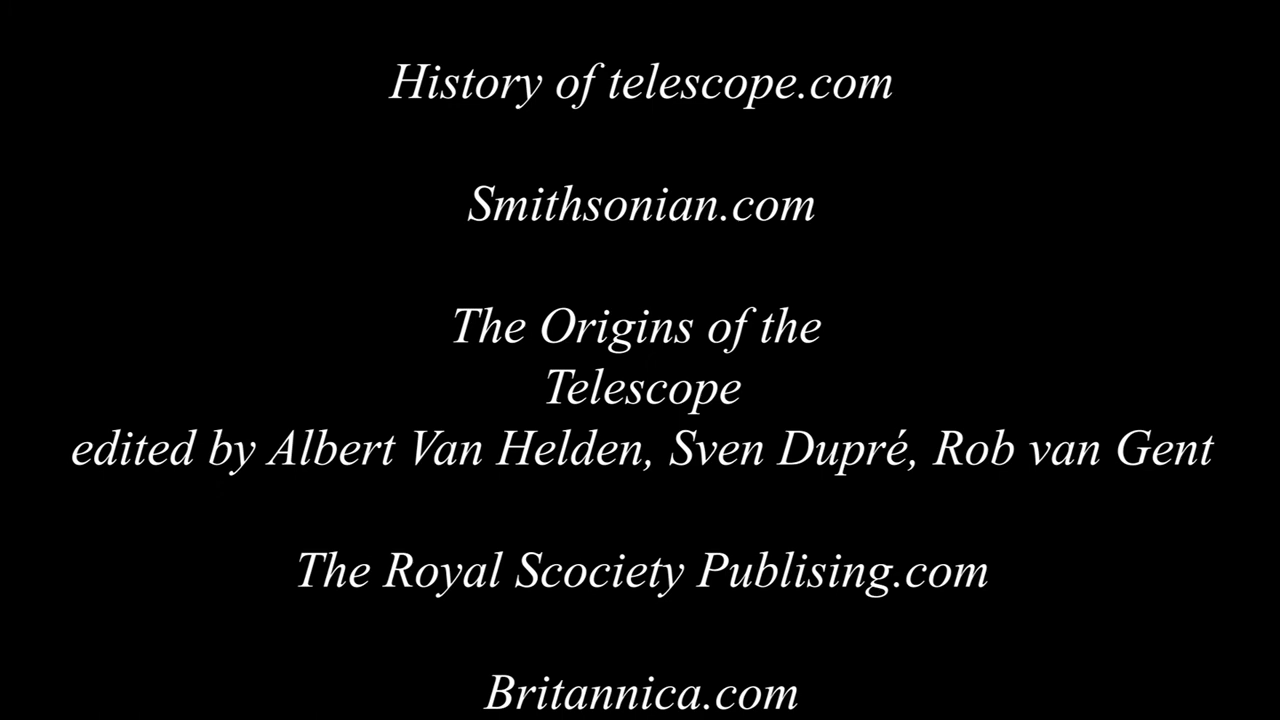 History of telescope.com
Smithsonian.com
The Origins of the
Telescope
edited by Albert Van Helden, Sven Dupré, Rob van Gent
The Royal Scociety Publising.com
Britannica.com